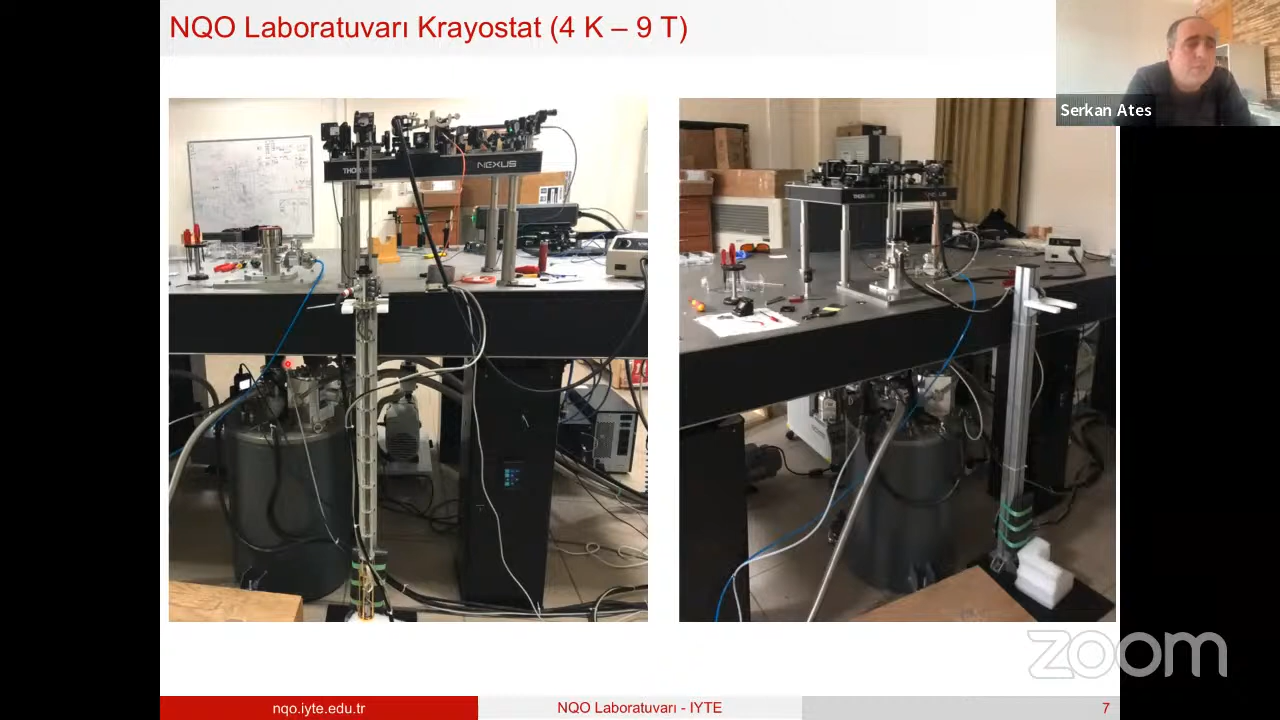 NQO Laboratuvarı Krayostat (4 K – 9 T)
Serkan Ates
NEXUS
zoom
nqo.iyte.edu.tr
NQO Laboratuvarı - IYTE
7